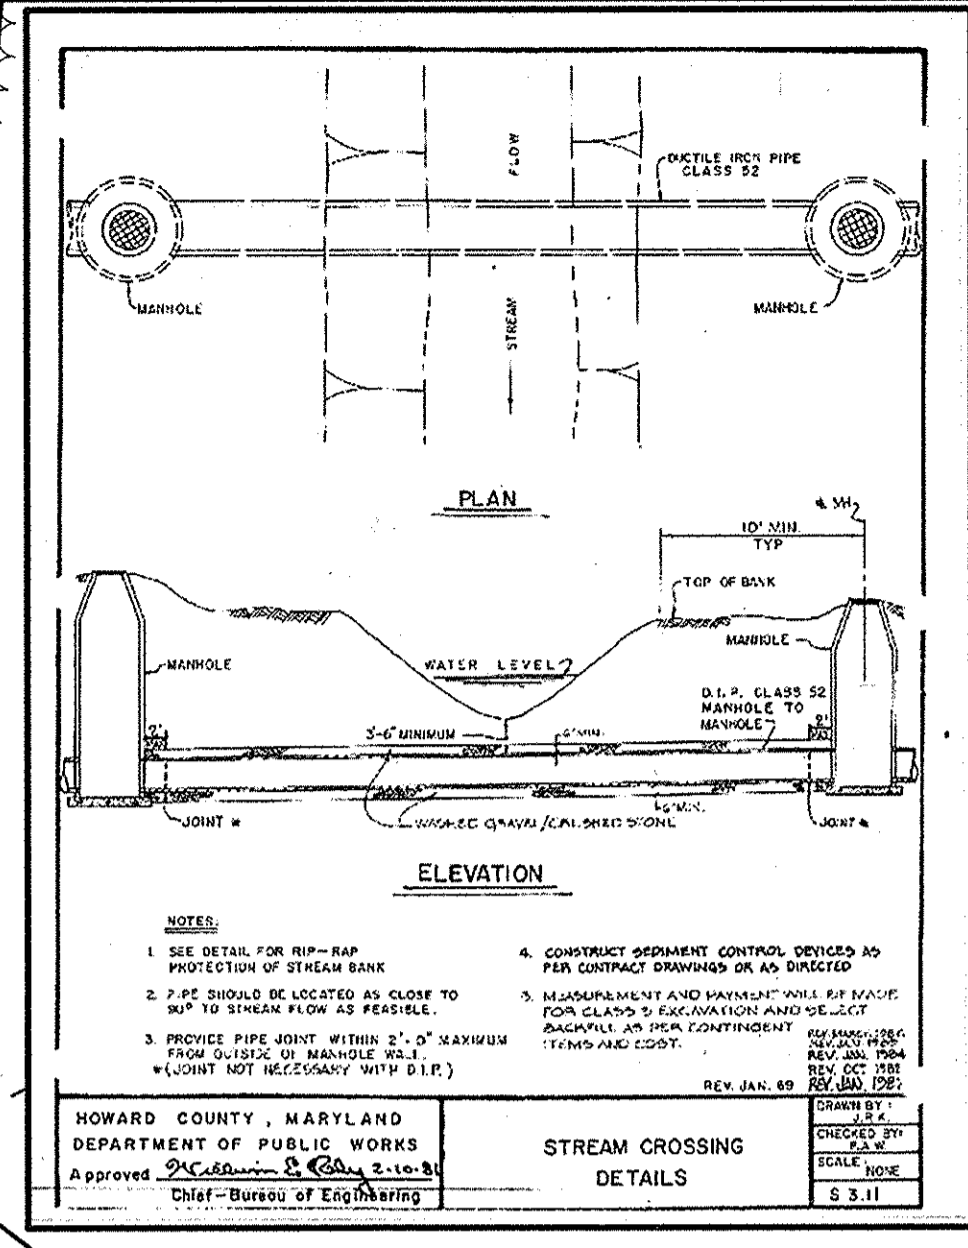 FLOW
DUCTILE IRON PIPE
CLASS 52
MANHOLE
MANHOLE
STREAM
PLAN
10' MIN.
TYP
TOP OF BANK
MANHOLE
MANHOLE
WATER LEVEL
D.I.P. CLASS 52
MANHOLE TO
MANHOLE
2'
2'
3'-6" MINIMUM
6" MIN.
6" MIN.
JOINT *
WASHED GRAVEL/CRUSHED STONE
JOINT *
ELEVATION
NOTES:
1. SEE DETAIL FOR RIP-RAP
PROTECTION OF STREAM BANK
2. PIPE SHOULD BE LOCATED AS CLOSE TO
90° TO STREAM FLOW AS FEASIBLE.
3. PROVIDE PIPE JOINT WITHIN 2'-0" MAXIMUM
FROM OUTSIDE OF MANHOLE WALL.
*(JOINT NOT NECESSARY WITH D.I.P.)
4. CONSTRUCT SEDIMENT CONTROL DEVICES AS
PER CONTRACT DRAWINGS OR AS DIRECTED
5. MEASUREMENT AND PAYMENT WILL BE MADE
FOR CLASS 3 EXCAVATION AND SELECT
BACKFILL AS PER CONTINGENT
ITEMS AND COST.
REV. JAN. 1984
REV. OCT 1982
REV. JAN. 69
REV. JAN.
HOWARD COUNTY, MARYLAND
DEPARTMENT OF PUBLIC WORKS
Approved 2-10-81
Chief-Bureau of Engineering
STREAM CROSSING
DETAILS
DRAWN BY:
J.R.K.
CHECKED BY:
P.A.W.
SCALE:
NONE
S 3.11